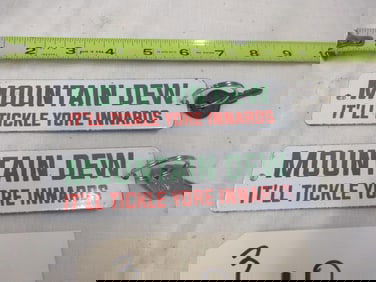 2 3 4 5 6 7 8 9
MOUNTAIN DEW
IT'LL TICKLE YORE INNARDS
MOUNTAIN DEW
IT'LL TICKLE YORE INNARDS